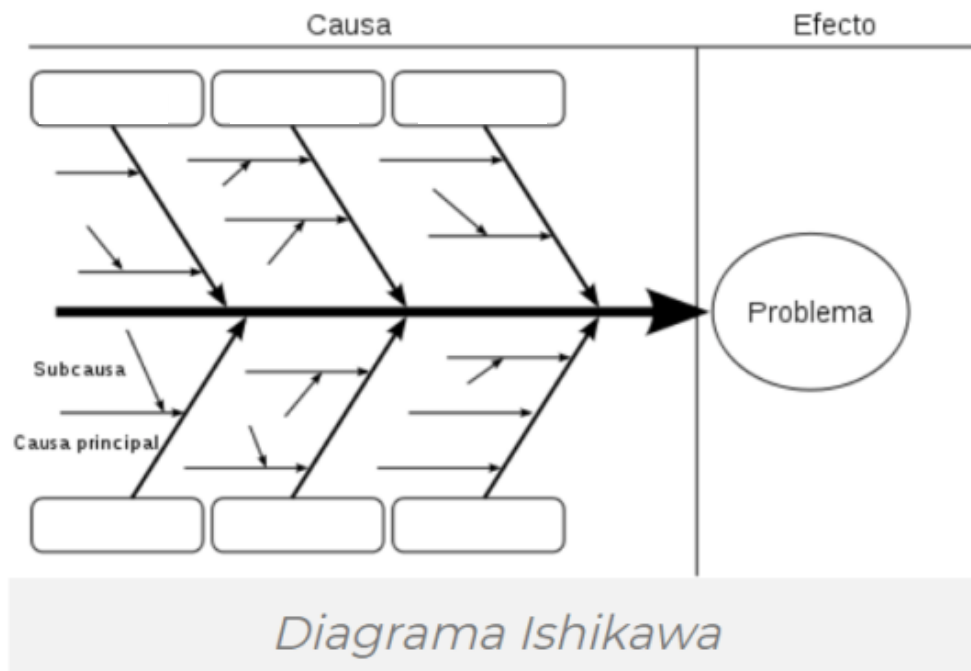 Causa
Efecto
Problema
Subcausa
Causa principal
Diagrama Ishikawa